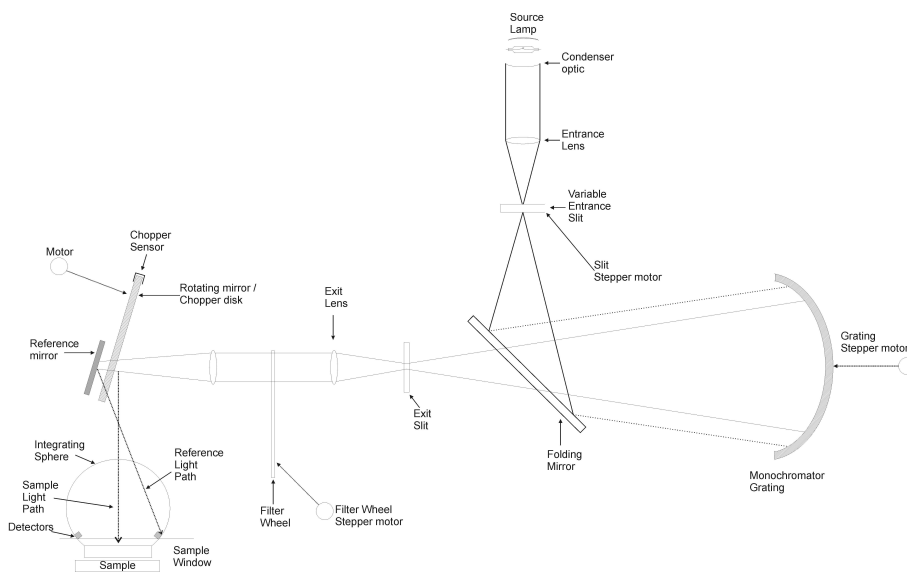 Source
Lamp
Condenser
optic
Entrance
Lens
Variable
Entrance
Slit
Slit
Stepper motor
Chopper
Sensor
Motor
Rotating mirror /
Chopper disk
Exit
Lens
Reference
mirror
Grating
Stepper motor
Exit
Slit
Folding
Mirror
Monochromator
Grating
Integrating
Sphere
Reference
Light
Path
Sample
Light
Path
Filter
Wheel
Filter Wheel
Stepper motor
Detectors
Sample
Window
Sample